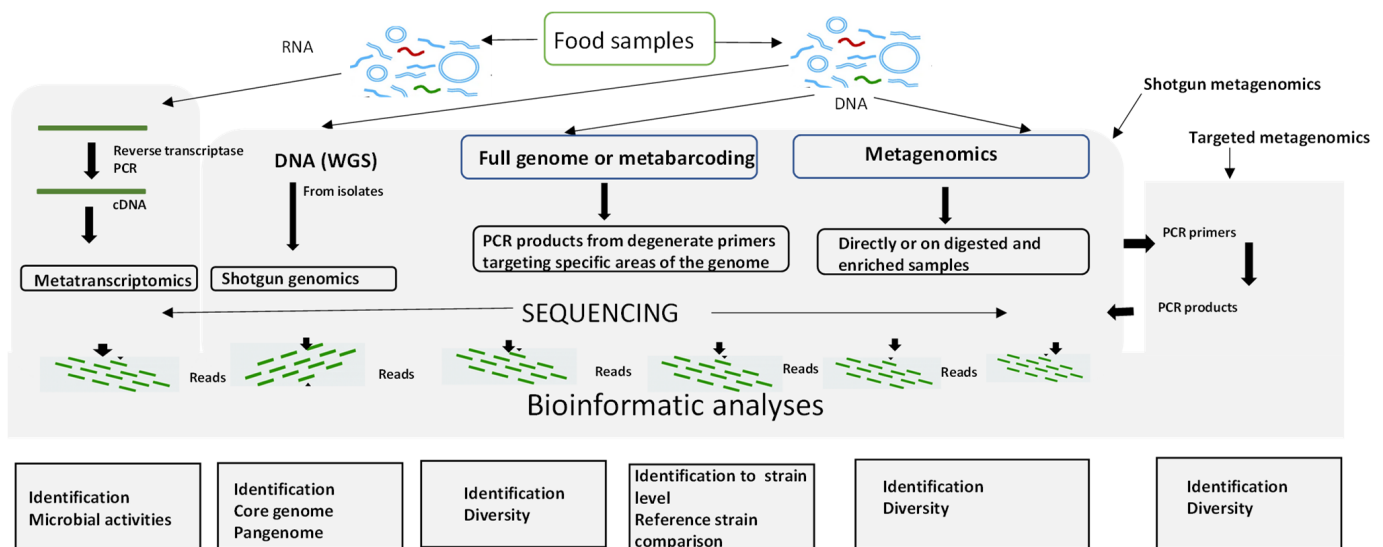 Food samples
RNA
DNA
Shotgun metagenomics
Targeted metagenomics
Reverse transcriptase
PCR
cDNA
Metatranscriptomics
DNA (WGS)
From isolates
Shotgun genomics
Full genome or metabarcoding
PCR products from degenerate primers
targeting specific areas of the genome
Metagenomics
Directly or on digested and
enriched samples
PCR primers
PCR products
SEQUENCING
Reads
Reads
Reads
Reads
Reads
Bioinformatic analyses
Identification
Microbial activities
Identification
Core genome
Pangenome
Identification
Diversity
Identification to strain
level
Reference strain
comparison
Identification
Diversity
Identification
Diversity